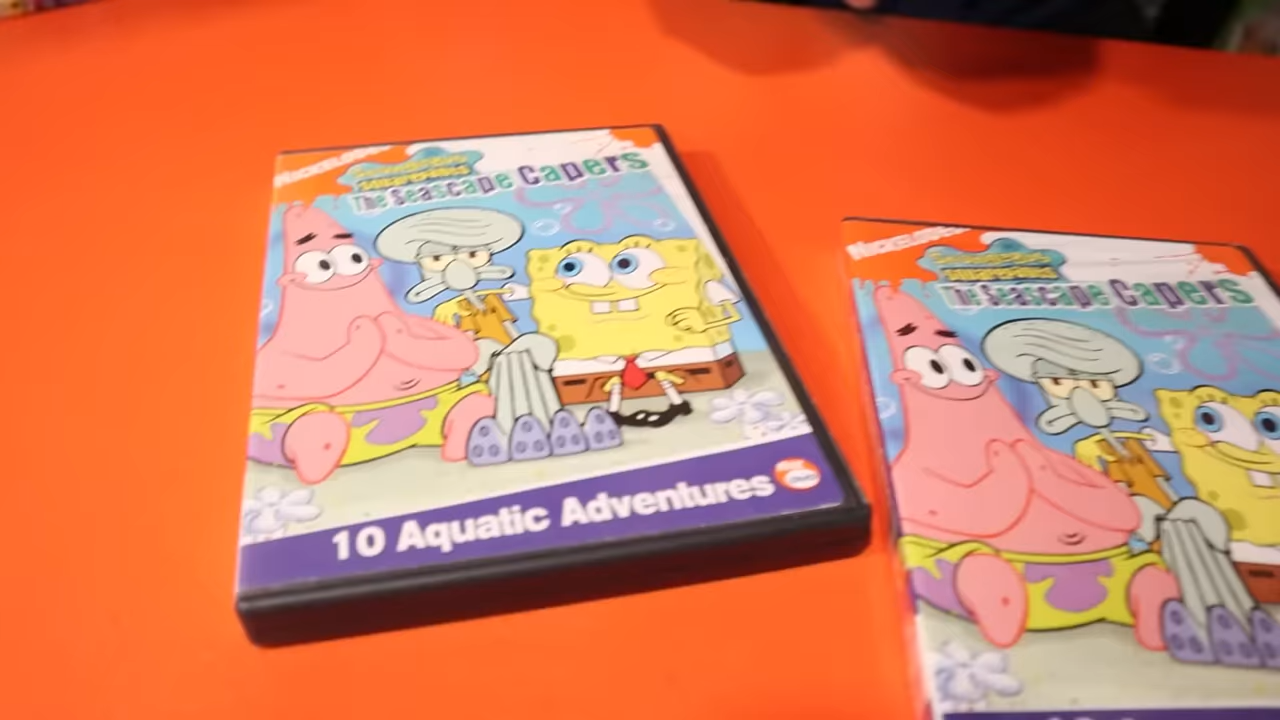 NICKELODEON
SPONGEBOB
SQUAREPANTS
The Seascape Capers
10 Aquatic Adventures
NICKELODEON
SPONGEBOB
SQUAREPANTS
The Seascape Capers